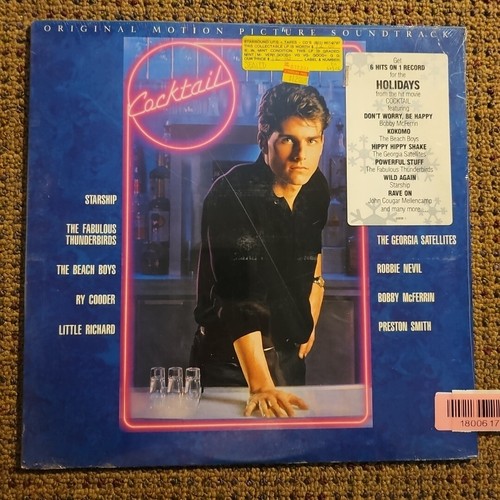 ORIGINAL MOTION PICTURE SOUNDTRACK
Cocktail
Get
6 HITS ON 1 RECORD
for the
HOLIDAYS
from the hit movie
COCKTAIL
featuring
DON'T WORRY, BE HAPPY
Bobby McFerrin
KOKOMO
The Beach Boys
HIPPY HIPPY SHAKE
The Georgia Satellites
POWERFUL STUFF
The Fabulous Thunderbirds
WILD AGAIN
Starship
RAVE ON
John Cougar Mellencamp
and many more
STARSHIP
THE FABULOUS
THUNDERBIRDS
THE BEACH BOYS
RY COODER
LITTLE RICHARD
THE GEORGIA SATELLITES
ROBBIE NEVIL
BOBBY McFERRIN
PRESTON SMITH
18006 17